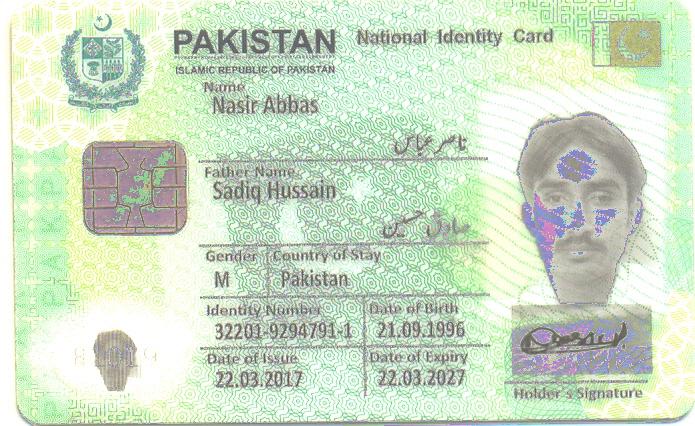 PAKISTAN National Identity Card
ISLAMIC REPUBLIC OF PAKISTAN
Name
Nasir Abbas
ناصر عباس
Father Name
Sadiq Hussain
صادق حسین
Gender Country of Stay
M Pakistan
Identity Number Date of Birth
32201-9294791-1 21.09.1996
Date of Issue Date of Expiry
22.03.2017 22.03.2027
Holder's Signature